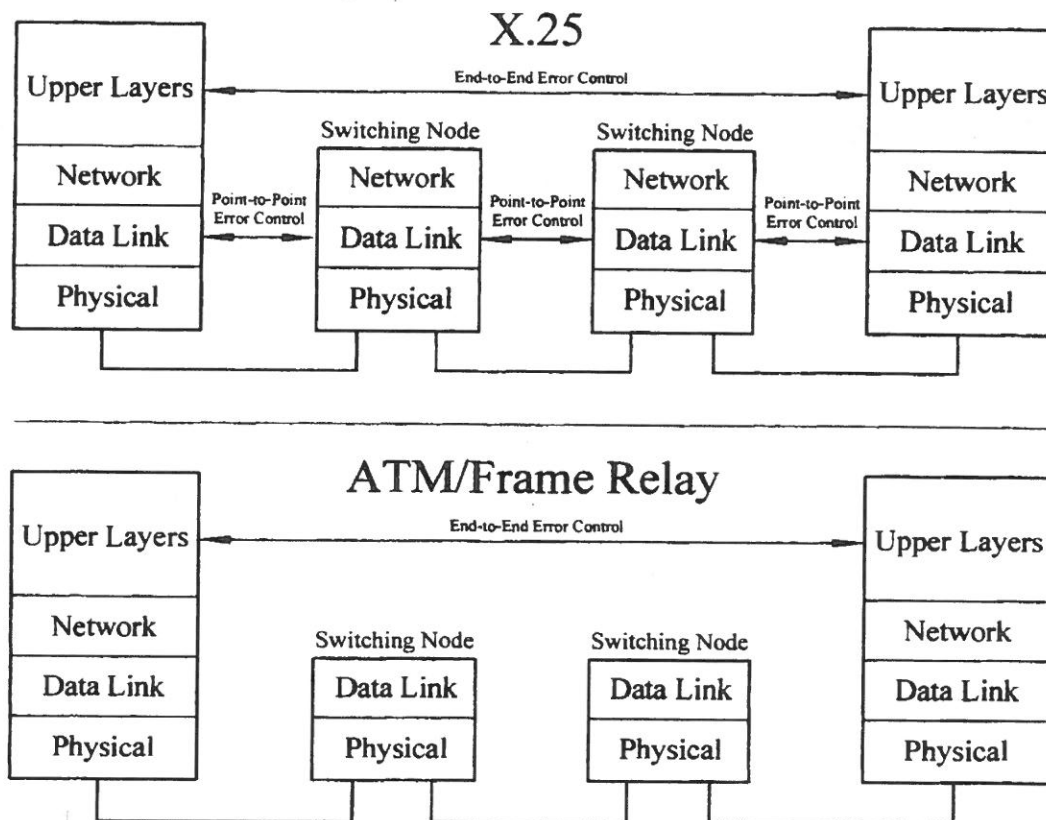 X.25
End-to-End Error Control
Upper Layers
Upper Layers
Switching Node
Switching Node
Network
Network
Network
Network
Point-to-Point
Error Control
Point-to-Point
Error Control
Point-to-Point
Error Control
Data Link
Data Link
Data Link
Data Link
Physical
Physical
Physical
Physical
ATM/Frame Relay
End-to-End Error Control
Upper Layers
Upper Layers
Network
Network
Switching Node
Switching Node
Data Link
Data Link
Data Link
Data Link
Physical
Physical
Physical
Physical